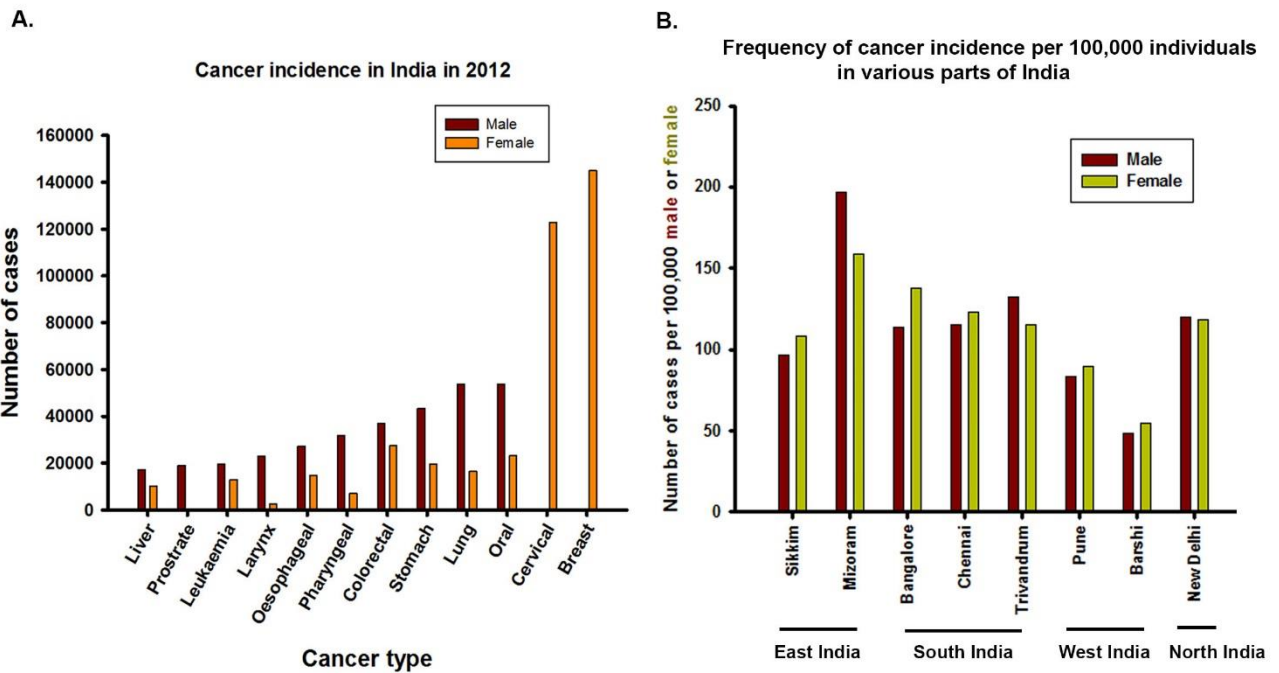 A.
Cancer incidence in India in 2012
Male
Female
160000
140000
120000
100000
80000
60000
40000
20000
0
Number of cases
Liver
Prostrate
Leukaemia
Larynx
Oesophageal
Pharyngeal
Colorectal
Stomach
Lung
Oral
Cervical
Breast
Cancer type
B.
Frequency of cancer incidence per 100,000 individuals
in various parts of India
Male
Female
250
200
150
100
50
0
Number of cases per 100,000 male or female
Sikkim
Mizoram
Bangalore
Chennai
Trivandrum
Pune
Barshi
New Delhi
East India
South India
West India
North India